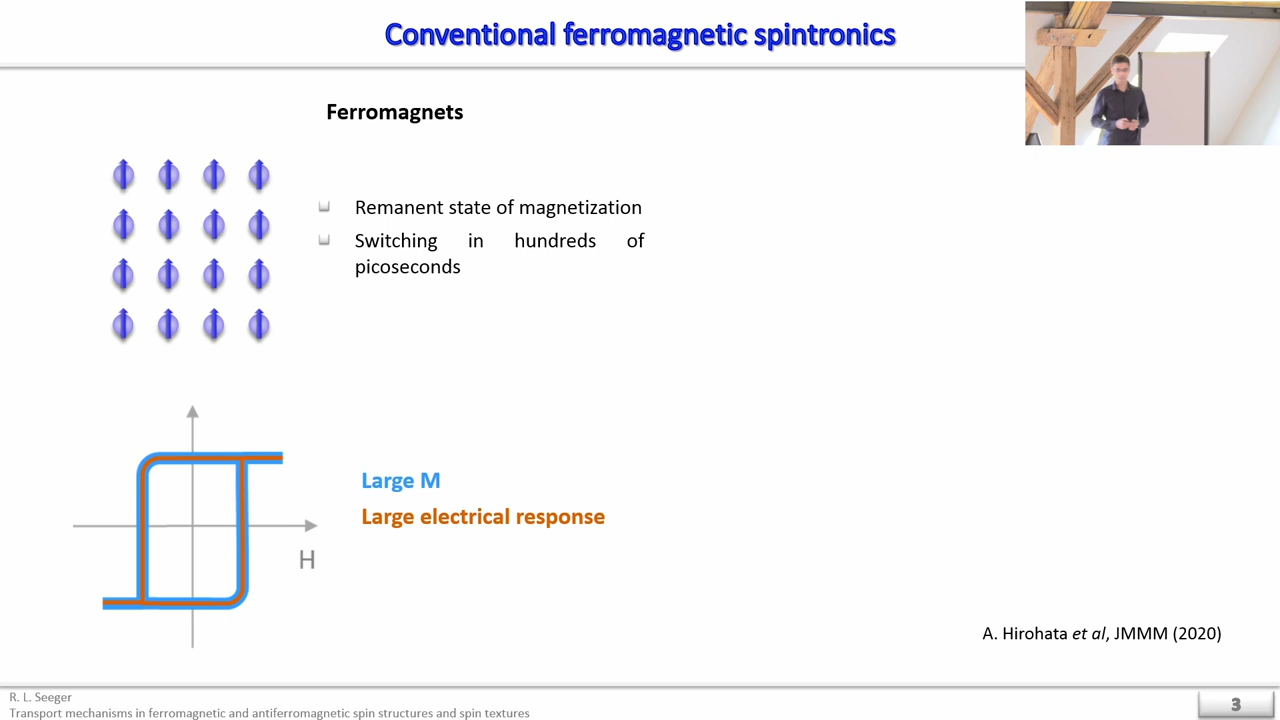 Conventional ferromagnetic spintronics
Ferromagnets
Remanent state of magnetization
Switching in hundreds of
picoseconds
Large M
Large electrical response
H
A. Hirohata et al, JMMM (2020)
R. L. Seeger
Transport mechanisms in ferromagnetic and antiferromagnetic spin structures and spin textures
3